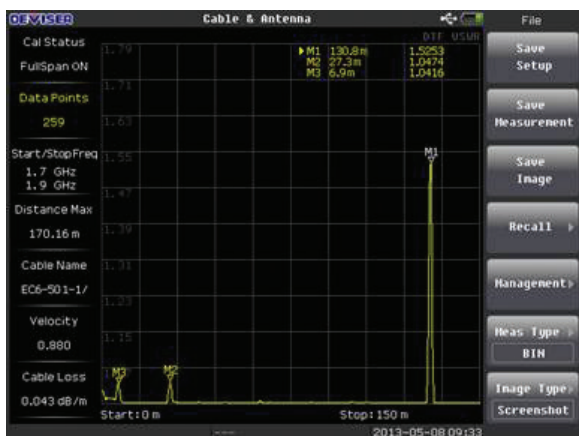 DEVISER Cable & Antenna File
Cal Status
FullSpan ON
Data Points
259
Start/StopFreq
1.7 GHz
1.9 GHz
Distance Max
170.16 m
Cable Name
EC6-50 1-1/
Velocity
0.880
Cable Loss
0.043 dB/m
DTF VSWR
M1 130.8m 1.5253
M2 27.3m 1.0474
M3 6.9m 1.0416
1.79
1.71
1.63
1.55
1.47
1.39
1.31
1.23
1.15
M1
M3 M2
Start:0 m Stop:150 m
---
2013-05-08 09:33
Save
Setup
Save
Measurement
Save
Image
Recall
Management
Meas Type
BIN
Image Type
Screenshot